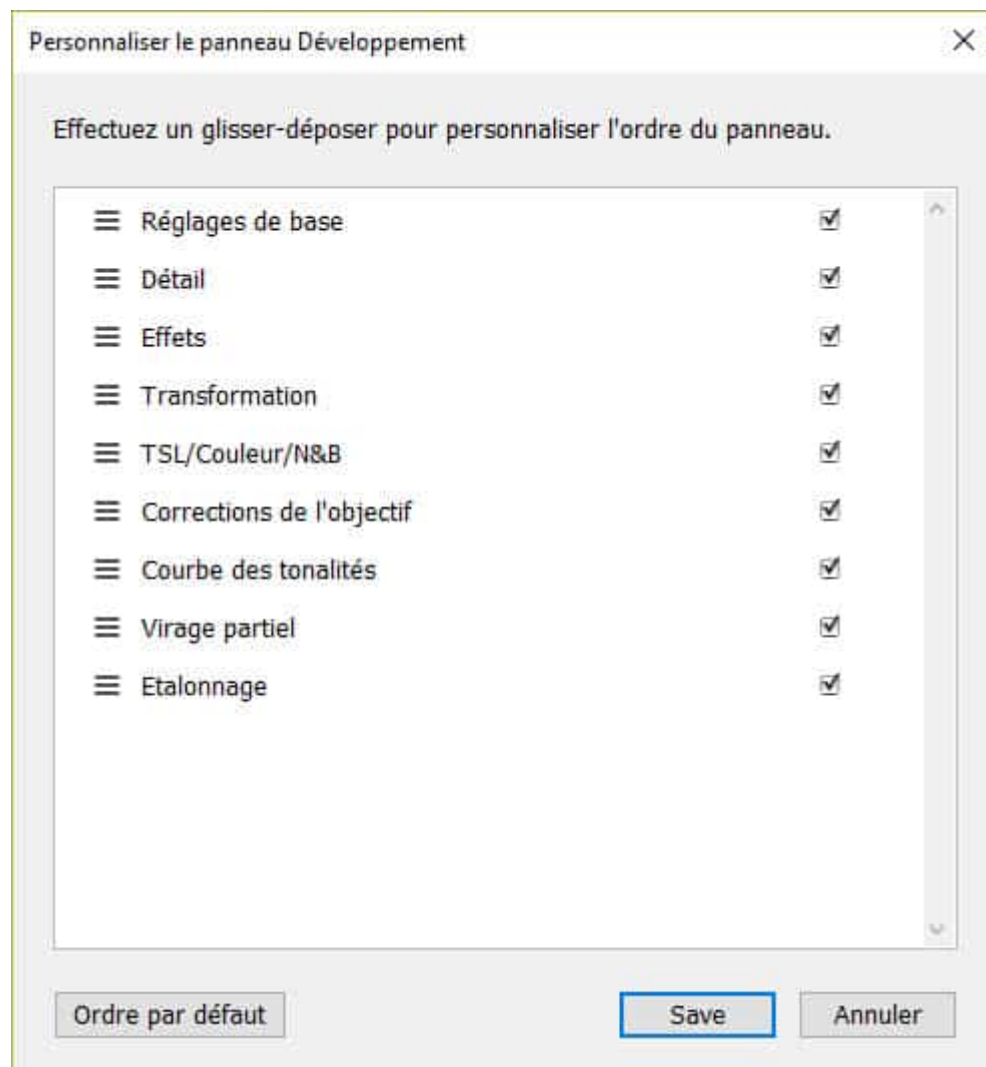 Personnaliser le panneau Développement
Effectuez un glisser-déposer pour personnaliser l'ordre du panneau.
Réglages de base
Détail
Effets
Transformation
TSL/Couleur/N&B
Corrections de l'objectif
Courbe des tonalités
Virage partiel
Etalonnage
Ordre par défaut Save Annuler